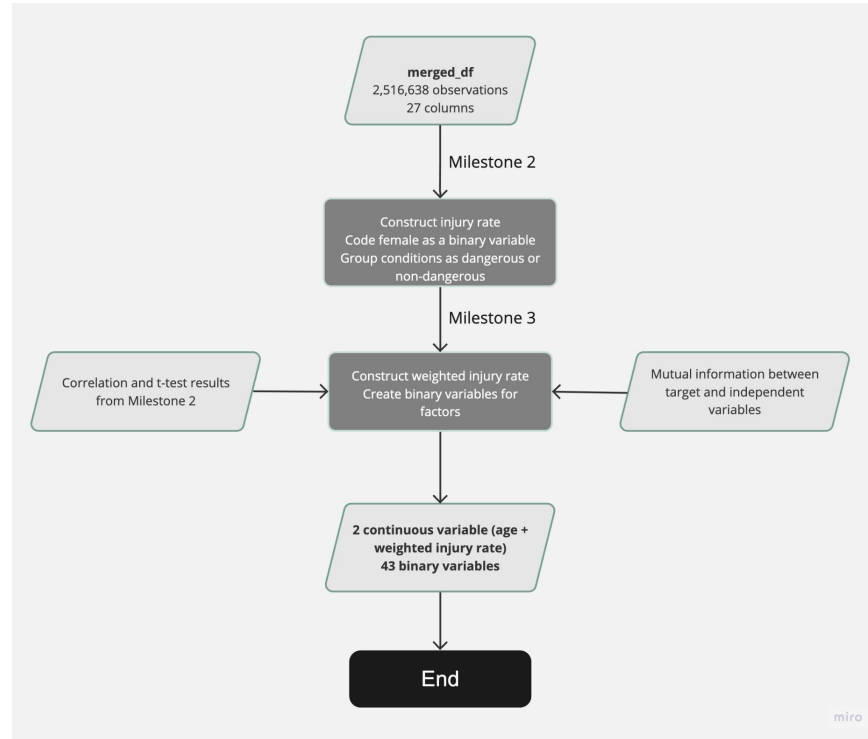 merged_df
2,516,638 observations
27 columns
Milestone 2
Construct injury rate
Code female as a binary variable
Group conditions as dangerous or
non-dangerous
Milestone 3
Correlation and t-test results
from Milestone 2
Construct weighted injury rate
Create binary variables for
factors
Mutual information between
target and independent
variables
2 continuous variable (age +
weighted injury rate)
43 binary variables
End
miro